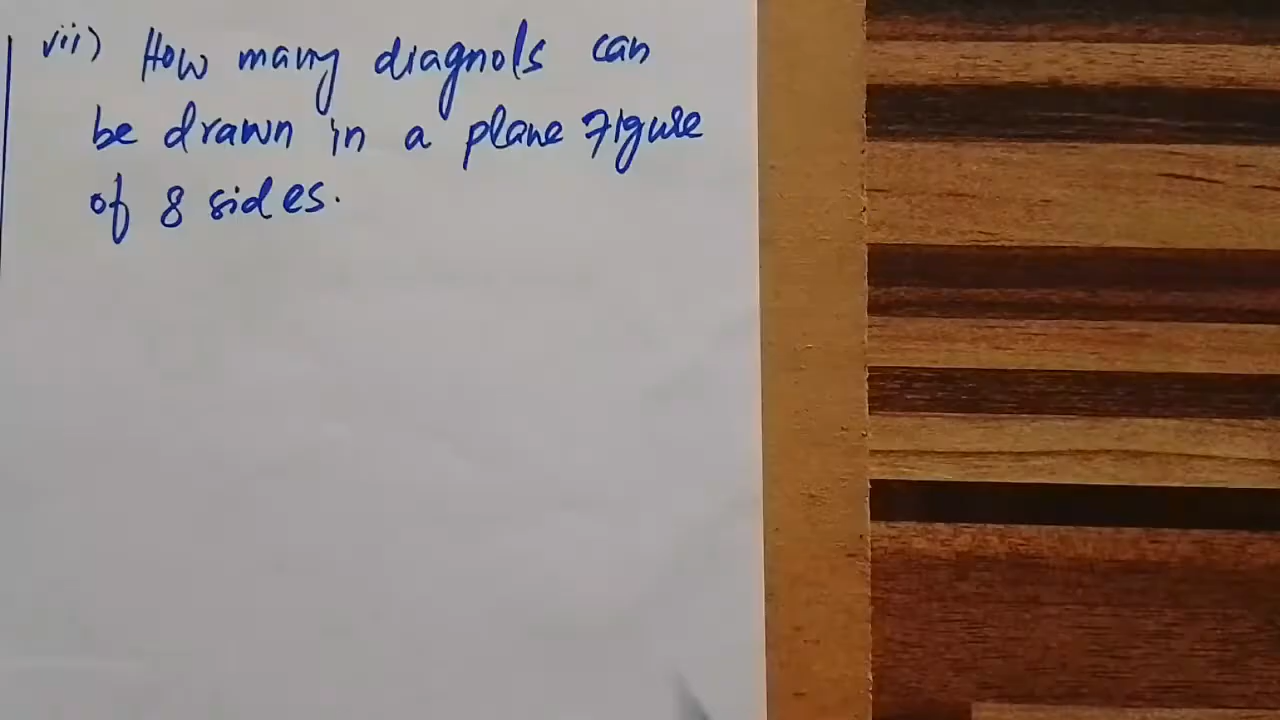 vii) How many diagnols can
be drawn in a plane Figure
of 8 sides.